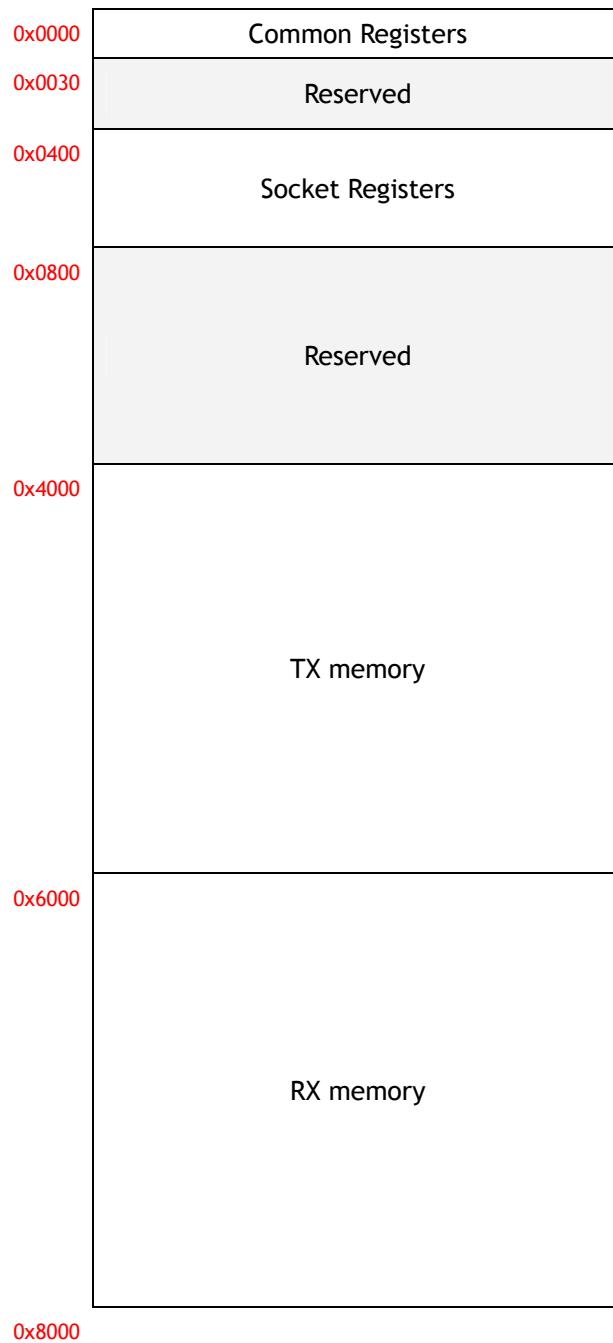 0x0000
Common Registers
0x0030
Reserved
0x0400
Socket Registers
0x0800
Reserved
0x4000
TX memory
0x6000
RX memory
0x8000